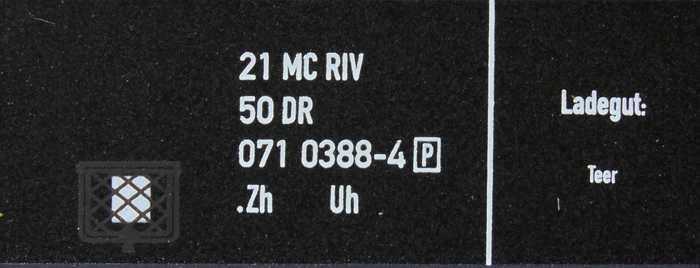 21 MC RIV
50 DR
071 0388-4 P
.Zh Uh
Ladegut:
Teer